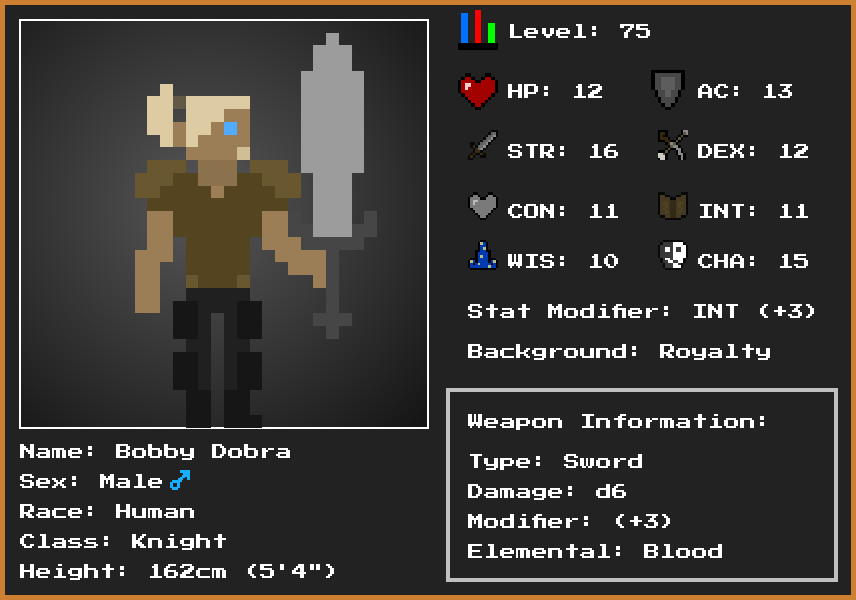 Level: 75
HP: 12
AC: 13
STR: 16
DEX: 12
CON: 11
INT: 11
WIS: 10
CHA: 15
Stat Modifier: INT (+3)
Background: Royalty
Weapon Information:
Type: Sword
Damage: d6
Modifier: (+3)
Elemental: Blood
Name: Bobby Dobra
Sex: Male♂
Race: Human
Class: Knight
Height: 162cm (5'4")